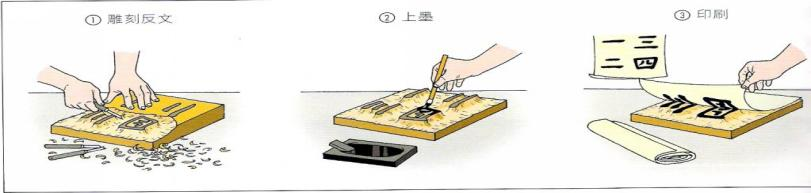 ① 雕刻反文
② 上墨
③ 印刷
一 三
二 四